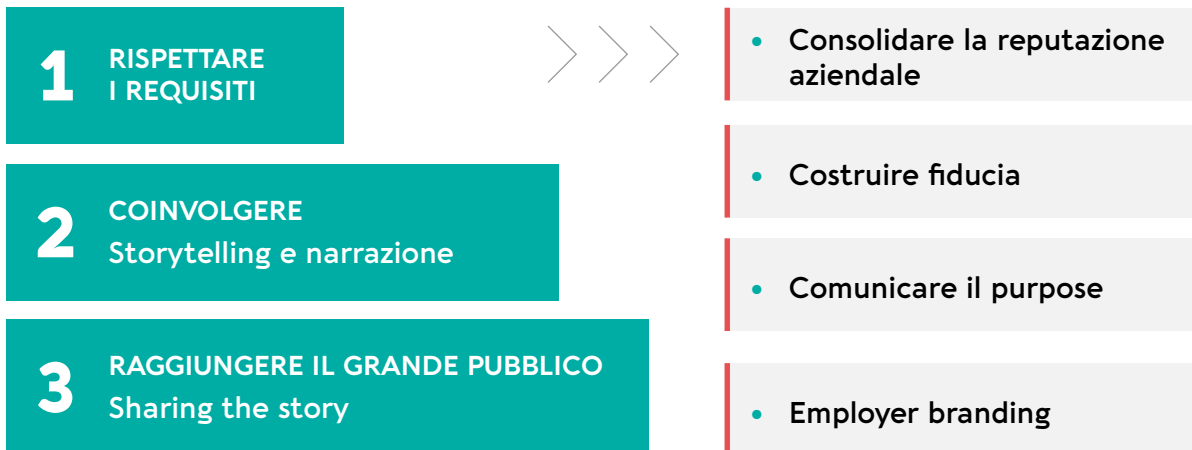 1
RISPETTARE
I REQUISITI
2
COINVOLGERE
Storytelling e narrazione
3
RAGGIUNGERE IL GRANDE PUBBLICO
Sharing the story
• Consolidare la reputazione
aziendale
• Costruire fiducia
• Comunicare il purpose
• Employer branding